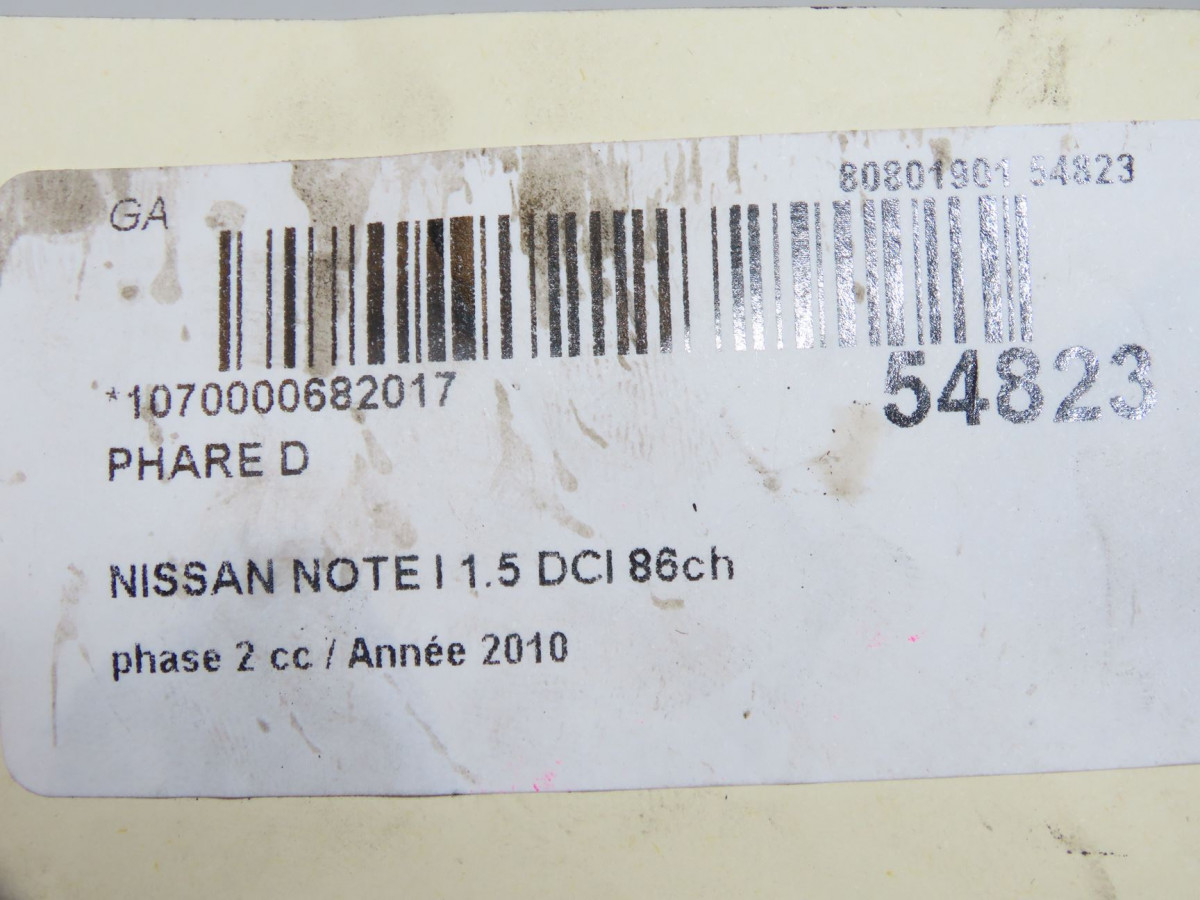 80801901 54823
GA
*1070000682017
54823
PHARE D
NISSAN NOTE I 1.5 DCI 86ch
phase 2 cc / Année 2010